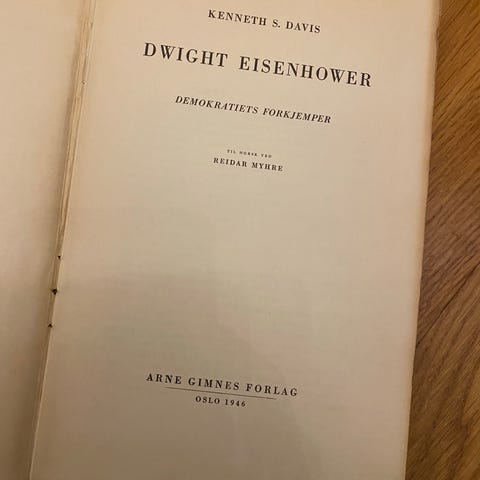 KENNETH S. DAVIS
DWIGHT EISENHOWER
DEMOKRATIETS FORKJEMPER
TIL NORSK VED
REIDAR MYHRE
ARNE GIMNES FORLAG
OSLO 1946